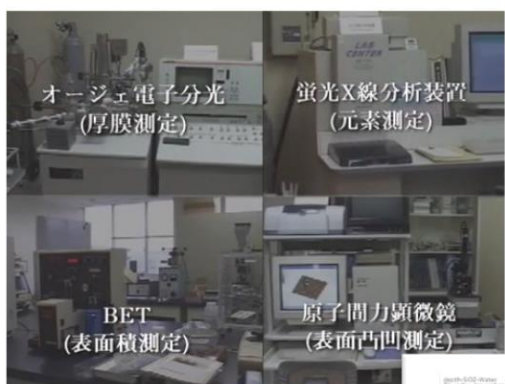 オージェ電子分光
(厚膜測定)
蛍光X線分析装置
(元素測定)
LAB
CENTER
BET
(表面積測定)
原子間力顕微鏡
(表面凸凹測定)